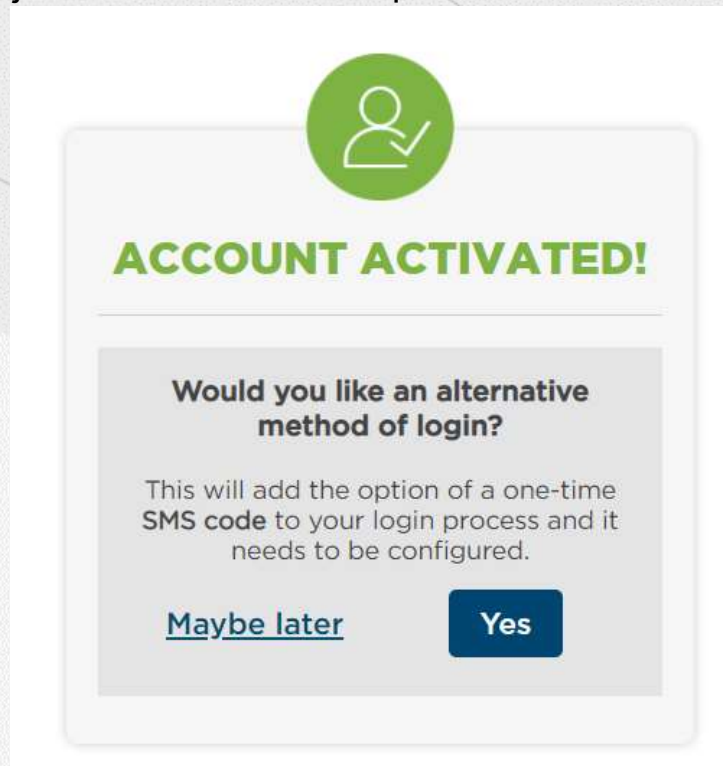 ACCOUNT ACTIVATED!
Would you like an alternative
method of login?
This will add the option of a one-time
SMS code to your login process and it
needs to be configured.
Maybe later
Yes